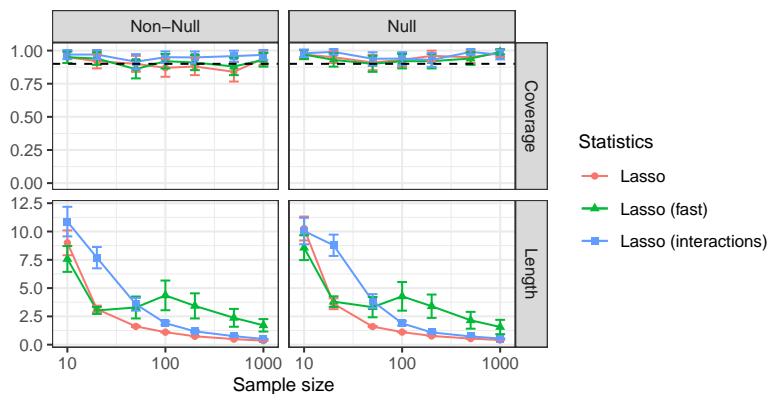 Non−Null
Null
1.00
0.75
0.50
0.25
0.00
Coverage
12.5
10.0
7.5
5.0
2.5
0.0
Length
10
100
1000
10
100
1000
Sample size
Statistics
Lasso
Lasso (fast)
Lasso (interactions)